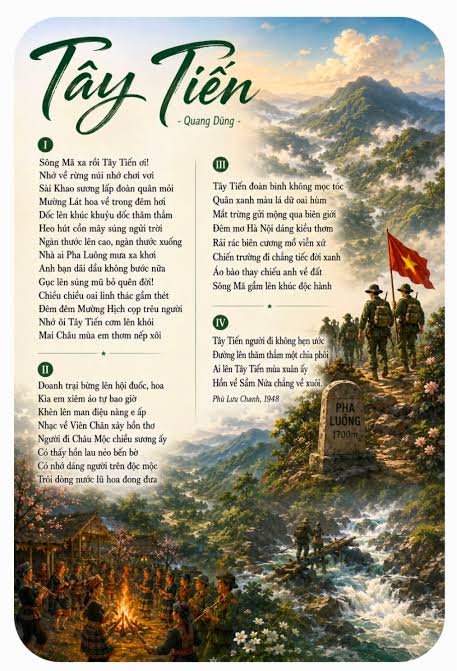 Tây Tiến
- Quang Dũng -
I
Sông Mã xa rồi Tây Tiến ơi!
Nhớ về rừng núi nhớ chơi vơi
Sài Khao sương lấp đoàn quân mỏi
Mường Lát hoa về trong đêm hơi
Dốc lên khúc khuỷu dốc thăm thẳm
Heo hút cồn mây súng ngửi trời
Ngàn thước lên cao, ngàn thước xuống
Nhà ai Pha Luông mưa xa khơi
Anh bạn dãi dầu không bước nữa
Gục lên súng mũ bỏ quên đời!
Chiều chiều oai linh thác gầm thét
Đêm đêm Mường Hịch cọp trêu người
Nhớ ôi Tây Tiến cơm lên khói
Mai Châu mùa em thơm nếp xôi
II
Doanh trại bừng lên hội đuốc, hoa
Kia em xiêm áo tự bao giờ
Khèn lên man điệu nàng e ấp
Nhạc về Viên Chăn xây hồn thơ
Người đi Châu Mộc chiều sương ấy
Có thấy hồn lau nẻo bến bờ
Có nhớ dáng người trên độc mộc
Trôi dòng nước lũ hoa đong đưa
III
Tây Tiến đoàn binh không mọc tóc
Quân xanh màu lá dữ oai hùm
Mắt trừng gửi mộng qua biên giới
Đêm mơ Hà Nội dáng kiều thơm
Rải rác biên cương mồ viễn xứ
Chiến trường đi chẳng tiếc đời xanh
Áo bào thay chiếu anh về đất
Sông Mã gầm lên khúc độc hành
IV
Tây Tiến người đi không hẹn ước
Đường lên thăm thẳm một chia phôi
Ai lên Tây Tiến mùa xuân ấy
Hồn về Sầm Nứa chẳng về xuôi.
Phù Lưu Chanh, 1948
PHA
LUÔNG
1700m